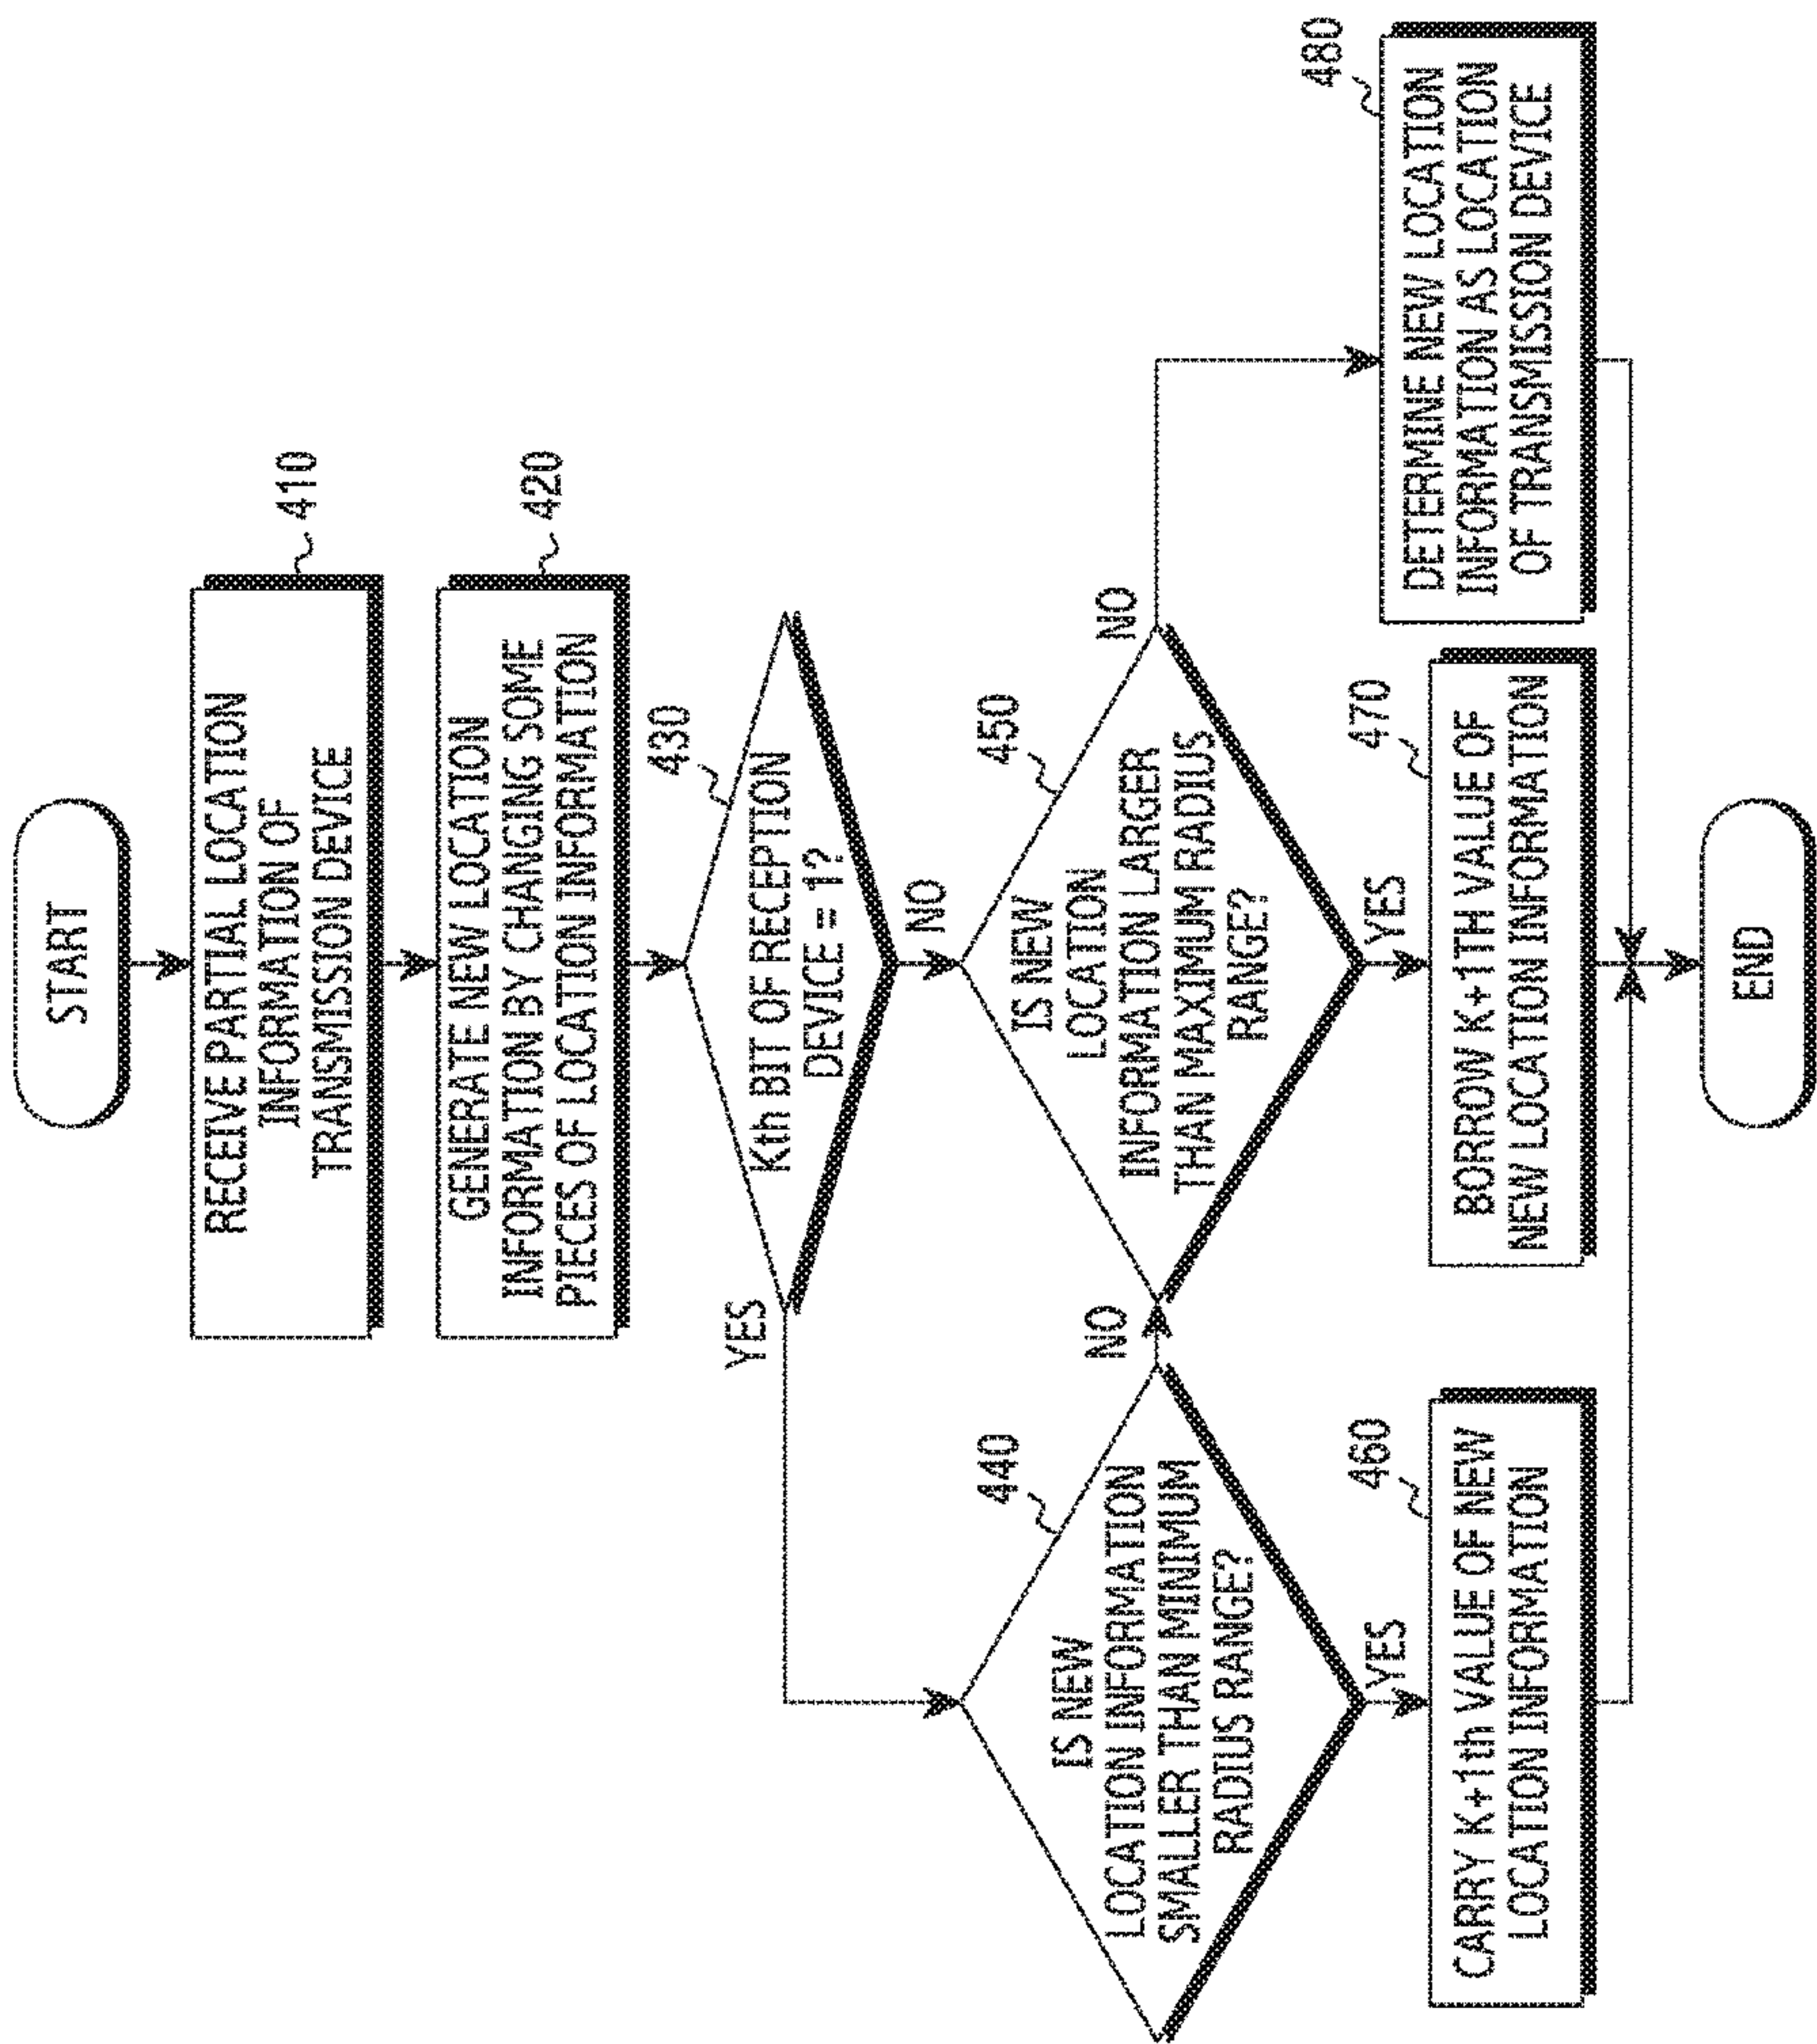 START
RECEIVE PARTIAL LOCATION
INFORMATION OF
TRANSMISSION DEVICE
410
GENERATE NEW LOCATION
INFORMATION BY CHANGING SOME
PIECES OF LOCATION INFORMATION
420
430
Kth BIT OF RECEPTION
DEVICE = 1?
YES
NO
440
IS NEW
LOCATION INFORMATION
SMALLER THAN MINIMUM
RADIUS RANGE?
NO
YES
450
IS NEW
LOCATION
INFORMATION LARGER
THAN MAXIMUM RADIUS
RANGE?
NO
YES
460
CARRY K+1th VALUE OF NEW
LOCATION INFORMATION
470
BORROW K+1TH VALUE OF
NEW LOCATION INFORMATION
480
DETERMINE NEW LOCATION
INFORMATION AS LOCATION
OF TRANSMISSION DEVICE
END